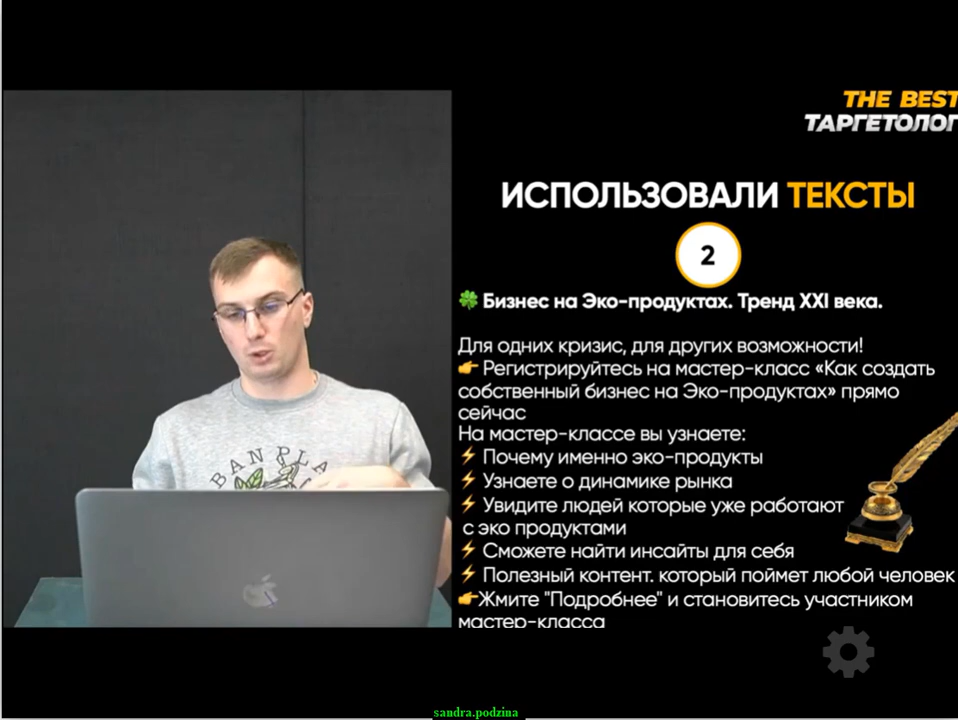 THE BEST
ТАРГЕТОЛОГ
ИСПОЛЬЗОВАЛИ ТЕКСТЫ
2
🍀 Бизнес на Эко-продуктах. Тренд XXI века.
Для одних кризис, для других возможности!
👉 Регистрируйтесь на мастер-класс «Как создать
собственный бизнес на Эко-продуктах» прямо
сейчас
На мастер-классе вы узнаете:
⚡ Почему именно эко-продукты
⚡ Узнаете о динамике рынка
⚡ Увидите людей которые уже работают
с эко продуктами
⚡ Сможете найти инсайты для себя
⚡ Полезный контент. который поймет любой человек
👉Жмите "Подробнее" и становитесь участником
мастер-класса
BAN PLA
sandra.podzina